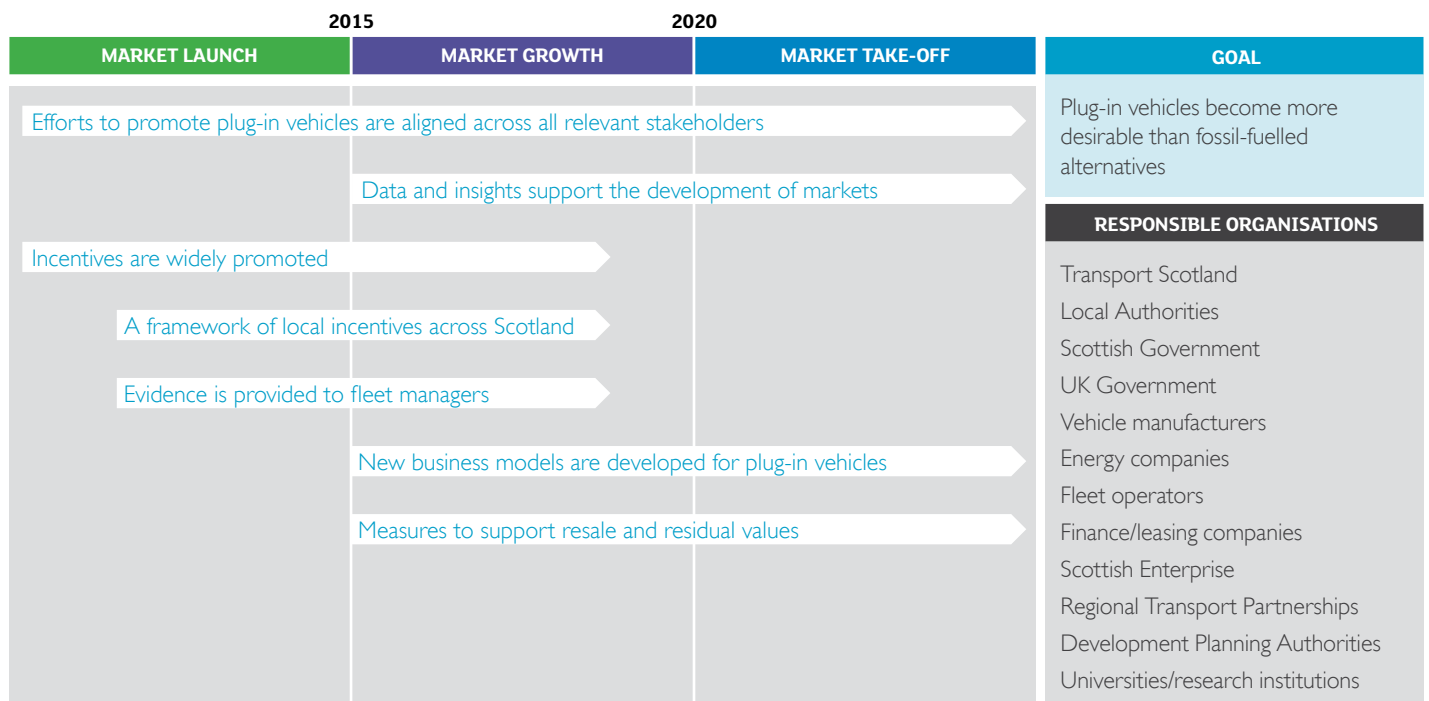 2015
2020
MARKET LAUNCH
MARKET GROWTH
MARKET TAKE-OFF
Efforts to promote plug-in vehicles are aligned across all relevant stakeholders
Data and insights support the development of markets
Incentives are widely promoted
A framework of local incentives across Scotland
Evidence is provided to fleet managers
New business models are developed for plug-in vehicles
Measures to support resale and residual values
GOAL
Plug-in vehicles become more
desirable than fossil-fuelled
alternatives
RESPONSIBLE ORGANISATIONS
Transport Scotland
Local Authorities
Scottish Government
UK Government
Vehicle manufacturers
Energy companies
Fleet operators
Finance/leasing companies
Scottish Enterprise
Regional Transport Partnerships
Development Planning Authorities
Universities/research institutions